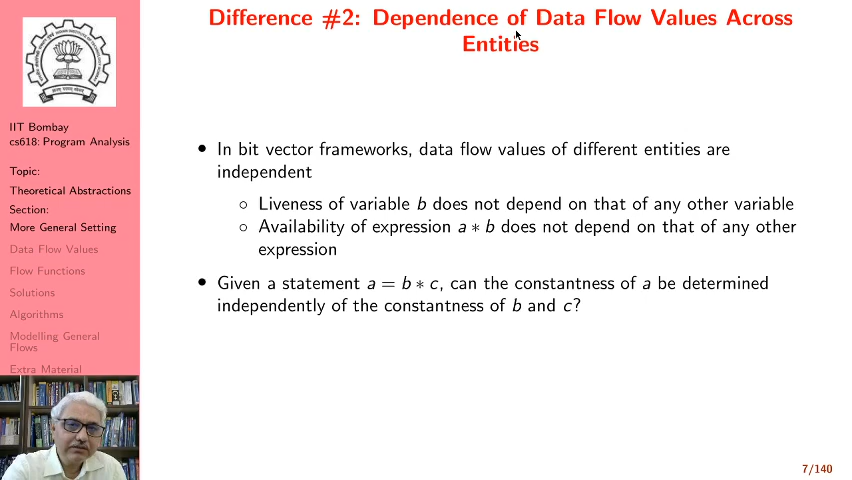 Difference #2: Dependence of Data Flow Values Across
Entities
IIT Bombay
cs618: Program Analysis
Topic:
Theoretical Abstractions
Section:
More General Setting
Data Flow Values
Flow Functions
Solutions
Algorithms
Modelling General
Flows
Extra Material
• In bit vector frameworks, data flow values of different entities are
independent
◦ Liveness of variable b does not depend on that of any other variable
◦ Availability of expression a ∗ b does not depend on that of any other
expression
• Given a statement a = b ∗ c, can the constantness of a be determined
independently of the constantness of b and c?
7/140